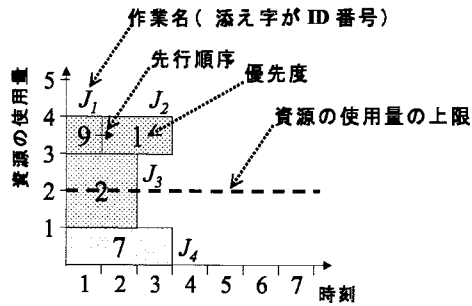 作業名( 添え字が ID 番号)
先行順序
優先度
資源の使用量の上限
資源の使用量
5
4
3
2
1
J1
J2
9
1
J3
2
7
J4
1 2 3 4 5 6 7
時刻